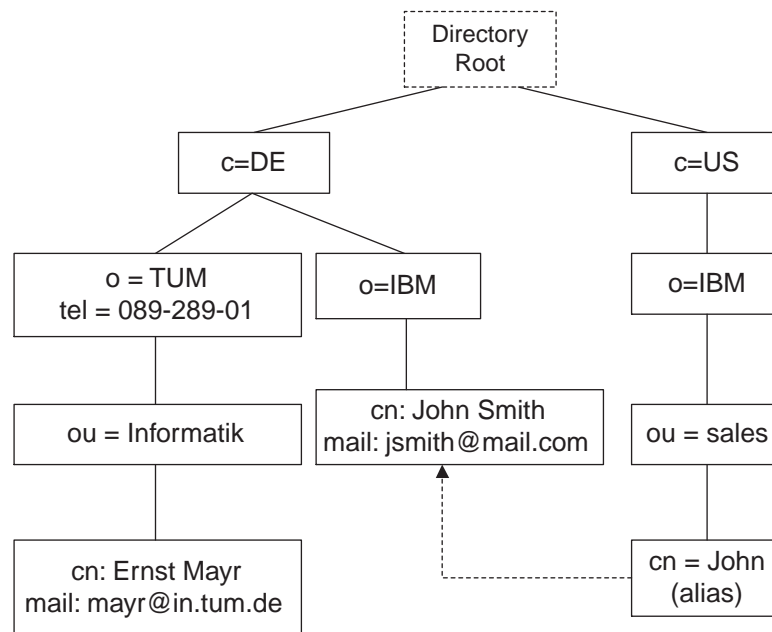 Directory
Root
c=DE
c=US
o = TUM
tel = 089-289-01
o=IBM
o=IBM
ou = Informatik
cn: John Smith
mail: jsmith@mail.com
ou = sales
cn: Ernst Mayr
mail: mayr@in.tum.de
cn = John
(alias)